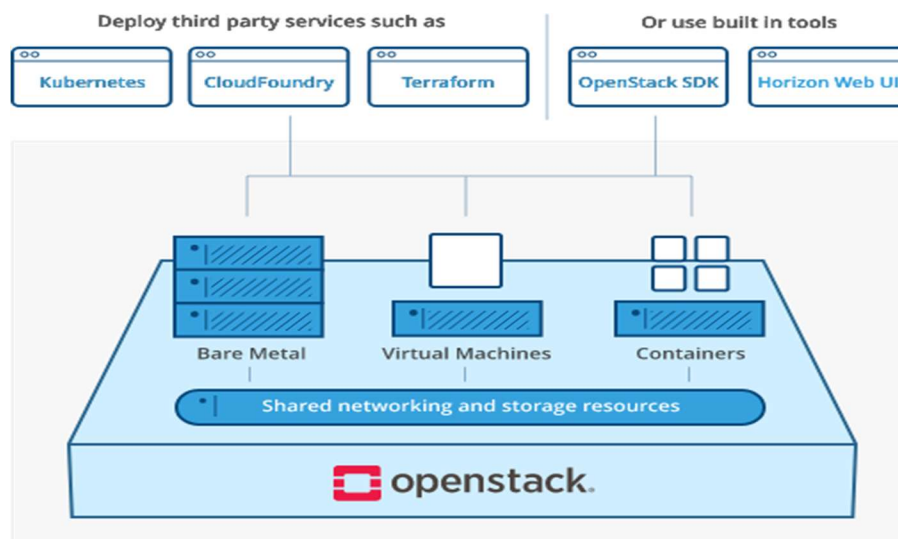 Deploy third party services such as
Or use built in tools
Kubernetes
CloudFoundry
Terraform
OpenStack SDK
Horizon Web UI
Bare Metal
Virtual Machines
Containers
Shared networking and storage resources
openstack.